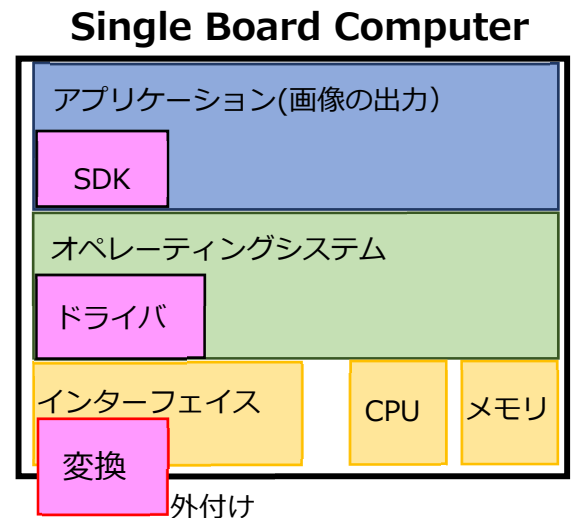 Single Board Computer
アプリケーション(画像の出力）
SDK
オペレーティングシステム
ドライバ
インターフェイス
CPU
メモリ
変換
外付け